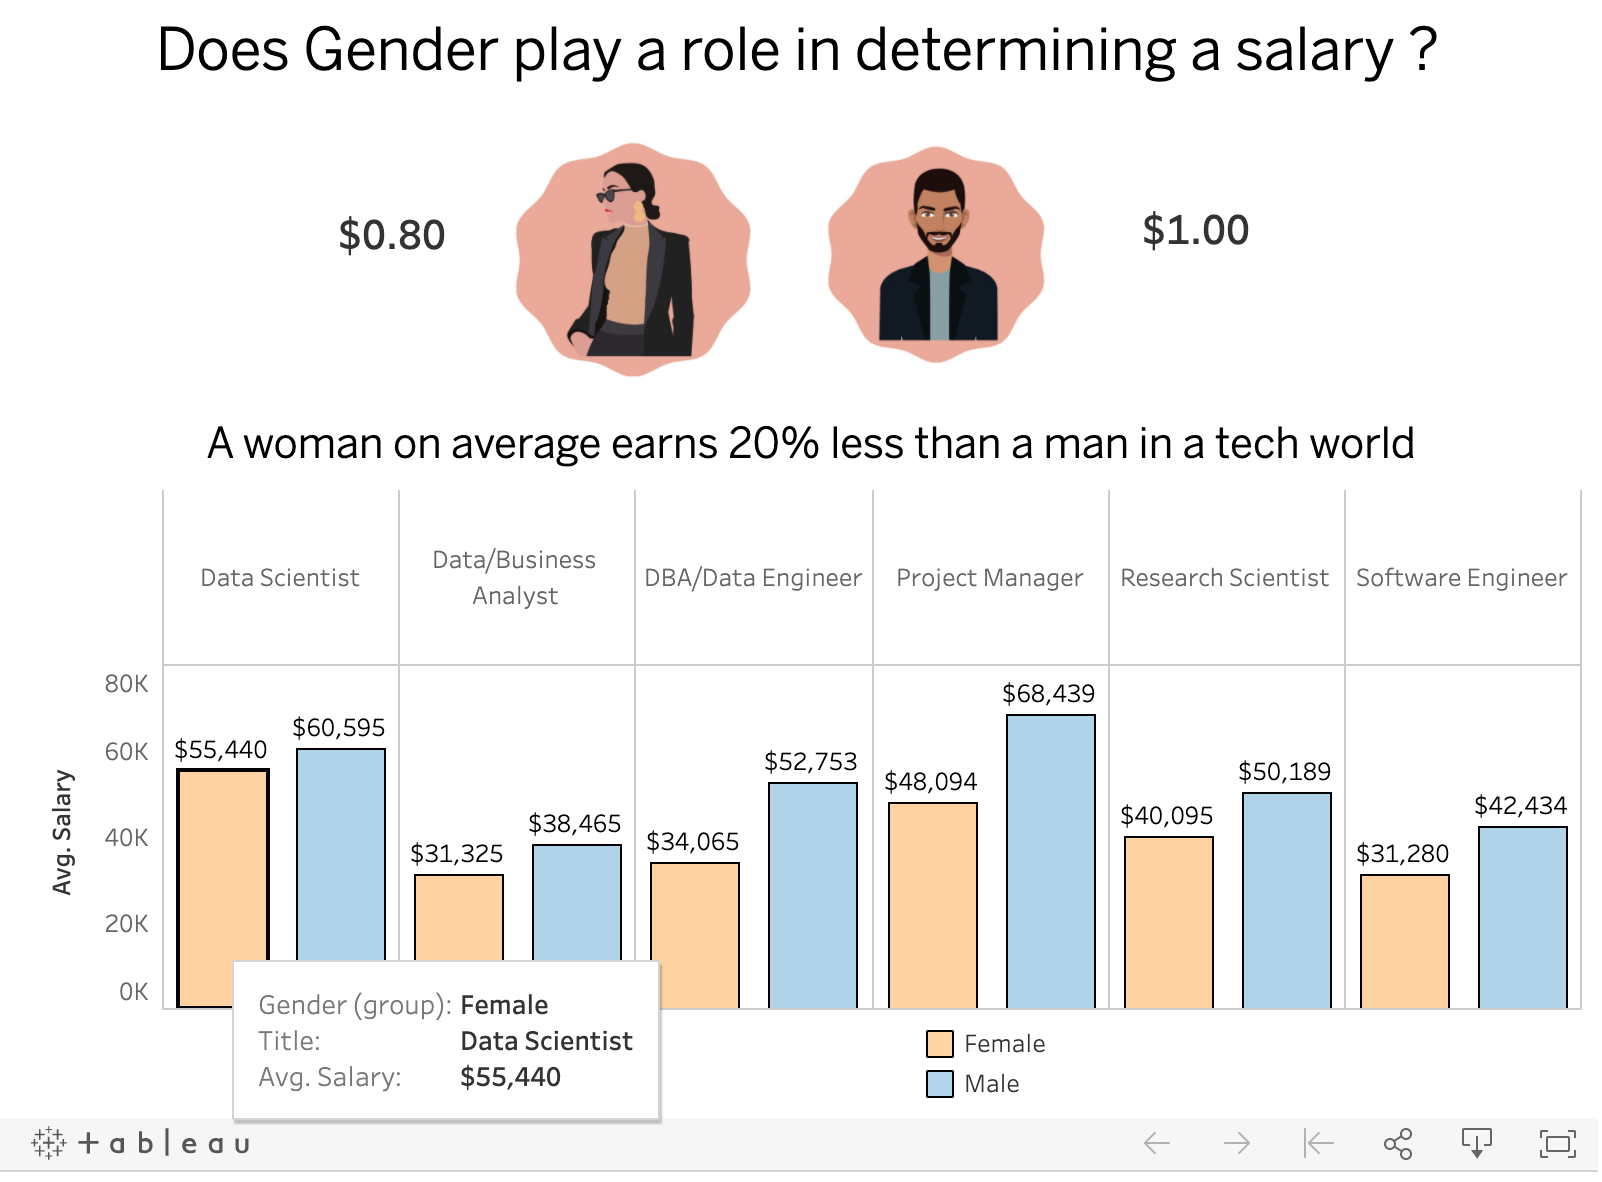 Does Gender play a role in determining a salary ?
$0.80
$1.00
A woman on average earns 20% less than a man in a tech world
Data Scientist
Data/Business
Analyst
DBA/Data Engineer
Project Manager
Research Scientist
Software Engineer
Avg. Salary
80K
60K
40K
20K
0K
$55,440
$60,595
$31,325
$38,465
$34,065
$52,753
$48,094
$68,439
$40,095
$50,189
$31,280
$42,434
Gender (group): Female
Title: Data Scientist
Avg. Salary: $55,440
Female
Male
+ableau